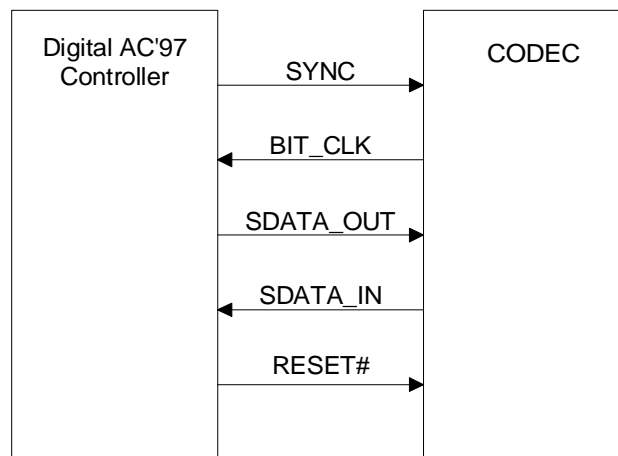 Digital AC'97
Controller
CODEC
SYNC
BIT_CLK
SDATA_OUT
SDATA_IN
RESET#